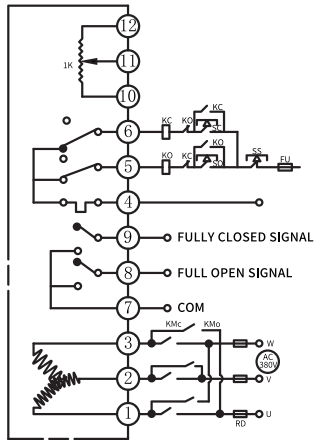 12
1K
11
10
KC
6
KC
KO
SC
KO
SS
5
KO
KC
SO
FU
4
9
FULLY CLOSED SIGNAL
8
FULL OPEN SIGNAL
7
COM
KMc
KMo
3
W
AC
380V
2
V
1
U
RD